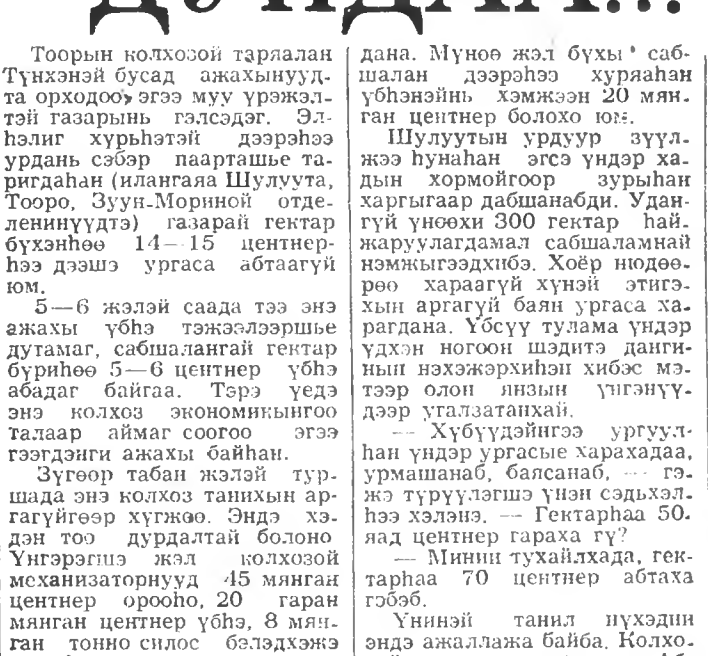 Тоорын колхозой таряалан
Түнхэнэй бусад ажахынууд-
та орходоо, эгээ муу үрэжэл-
тэй газарынь гэлсэдэг. Эл-
һэлиг хүрьһэтэй дээрэһээ
урдань сэбэр паарташье та-
ригдаһан (илангаяа Шулуута,
Тооро, Зуун-Мориной отде-
ленинүүдтэ) газарай гектар
бүхэнһөө 14—15 центнер-
һээ дээшэ ургаса абтаагүй
юм.
5—6 жэлэй саада тээ энэ
ажахы үбһэ тэжээлээршье
дутамаг, сабшалангай гектар
бүриһөө 5—6 центнер үбһэ
абадаг байгаа. Тэрэ үедэ
энэ колхоз экономикынгоо
талаар аймаг соогоо эгээ
гээгдэнги ажахы байһан.
Зүгөөр табан жэлэй тур-
шада энэ колхоз танихын ар-
гагүйгөөр хүгжөө. Эндэ хэ-
дэн тоо дурдалтай болоно
Үнгэрэгшэ жэл колхозой
механизаторнууд 45 мянган
центнер орооһо, 20 гаран
мянган центнер үбһэ, 8 мян-
ган тонно силос бэлэдхэжэ
дана. Мүноө жэл бүхы саб-
шалан дээрэһээ хуряаһан
үбһэнэйнь хэмжээн 20 мян-
ган центнер болохо юм.
Шулуутын урдуур зүүл-
жээ һунаһан эгсэ үндэр ха-
дын хормойгоор зурыһан
харгыгаар дабшанабди. Удан-
гүй үнөөхи 300 гектар һай-
жаруулагдамал сабшаламнай
нэмжыгээдхибэ. Хоёр нюдөө-
рөө хараагүй хүнэй этигэ-
хын аргагүй баян ургаса ха-
рагдана. Үбсүү тулама үндэр
үдхэн ногоон шэдитэ данги-
нын нэхэжэрхиһэн хибэс мэ-
тээр олон янзын үнгэнүү-
дээр угалзатанхай.
— Хүбүүдэйнгээ ургуул-
һан үндэр ургасые харахадаа,
урмашанаб, баясанаб, — гэ-
жэ түрүүлэгшэ үнэн сэдьхэл-
һээ хэлэнэ. — Гектарһаа 50-
яад центнер гараха гү?
— Минии тухайлхада, гек-
тарһаа 70 центнер абтаха
гэбэб.
Үнинэй танил нүхэдни
эндэ ажаллажа байба. Колхо-